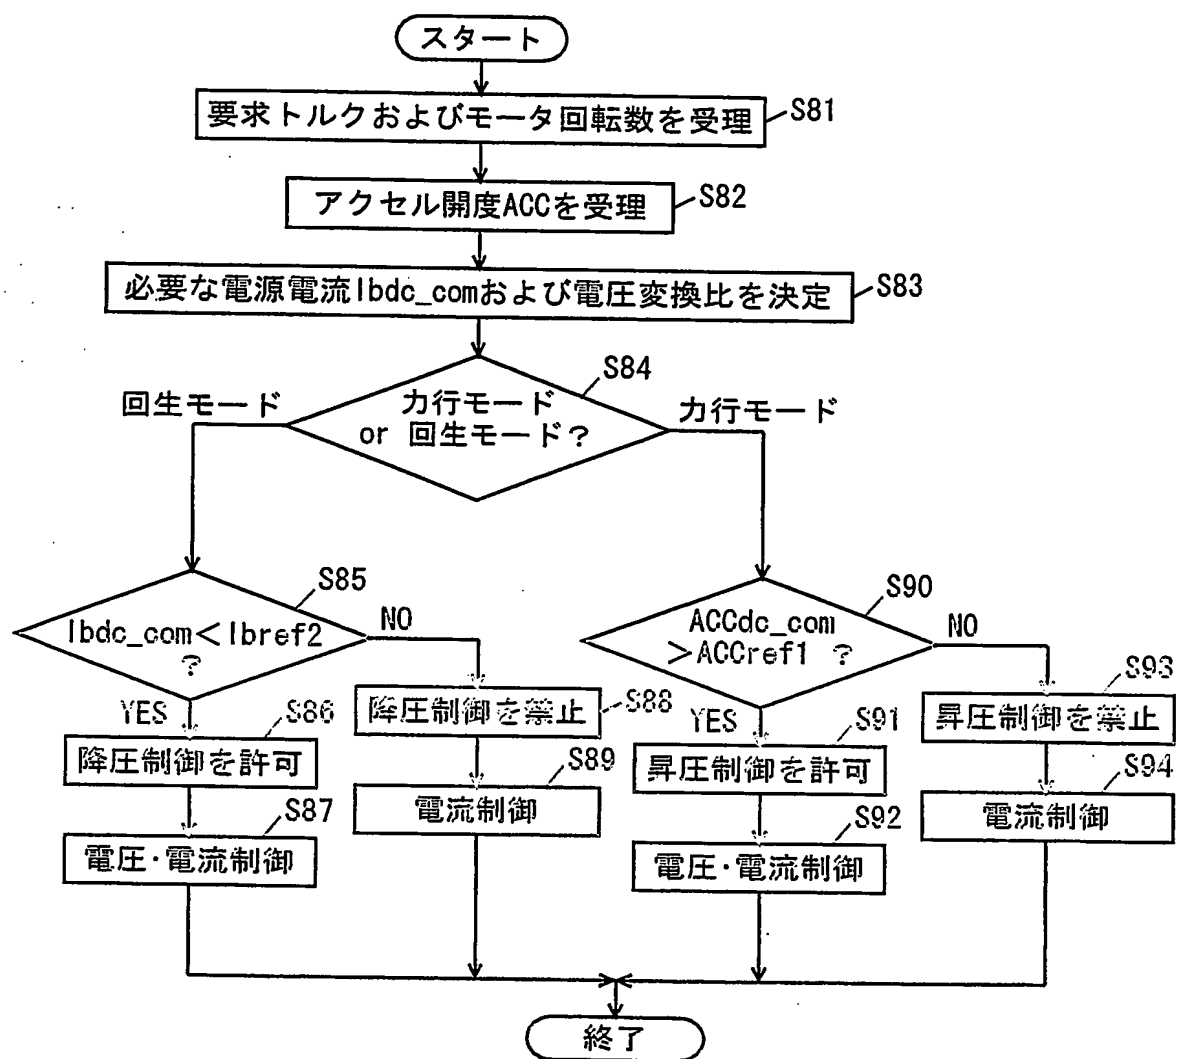 スタート
要求トルクおよびモータ回転数を受理
S81
アクセル開度ACCを受理
S82
必要な電源電流Ibdc_comおよび電圧変換比を決定
S83
S84
回生モード
力行モード
or 回生モード?
力行モード
S85
Ibdc_com<Ibref2
?
NO
YES
S86
降圧制御を許可
S87
電圧・電流制御
降圧制御を禁止
S88
S89
電流制御
S90
ACCdc_com
>ACCref1 ?
NO
YES
S91
昇圧制御を許可
S92
電圧・電流制御
S93
昇圧制御を禁止
S94
電流制御
終了